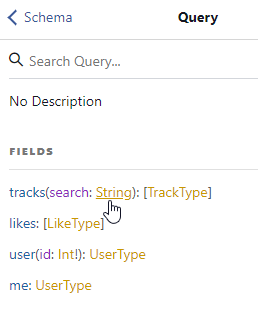 Schema
Query
Search Query...
No Description
FIELDS
tracks(search: String): [TrackType]
likes: [LikeType]
user(id: Int!): UserType
me: UserType